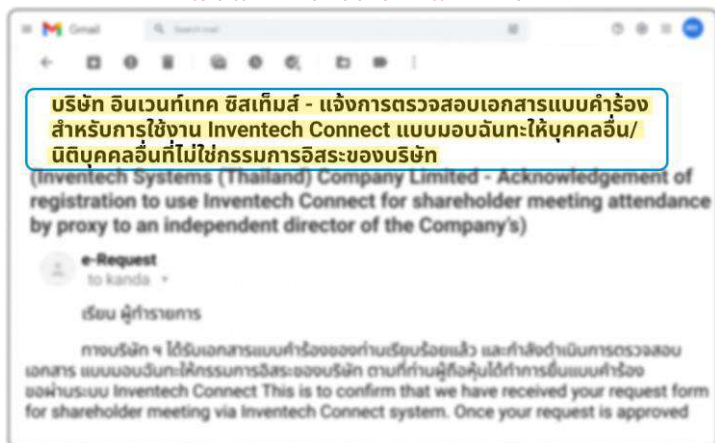 Gmail
บริษัท อินเวนท์เทค ซิสเท็มส์ - แจ้งการตรวจสอบเอกสารแบบคำร้อง
สำหรับการใช้งาน Inventech Connect แบบมอบฉันทะให้บุคคลอื่น/
นิติบุคคลอื่นที่ไม่ใช่กรรมการอิสระของบริษัท
(Inventech Systems (Thailand) Company Limited - Acknowledgement of
registration to use Inventech Connect for shareholder meeting attendance
by proxy to an independent director of the Company's)
e-Request
to kanda
เรียน ผู้ทำรายการ
ทางบริษัท ฯ ได้รับเอกสารแบบคำร้องของท่านเรียบร้อยแล้ว และกำลังดำเนินการตรวจสอบ
เอกสาร แบบมอบฉันทะให้กรรมการอิสระของบริษัท ตามที่ท่านผู้ถือหุ้นได้ทำการยื่นแบบคำร้อง
ขอผ่านระบบ Inventech Connect This is to confirm that we have received your request form
for shareholder meeting via Inventech Connect system. Once your request is approved